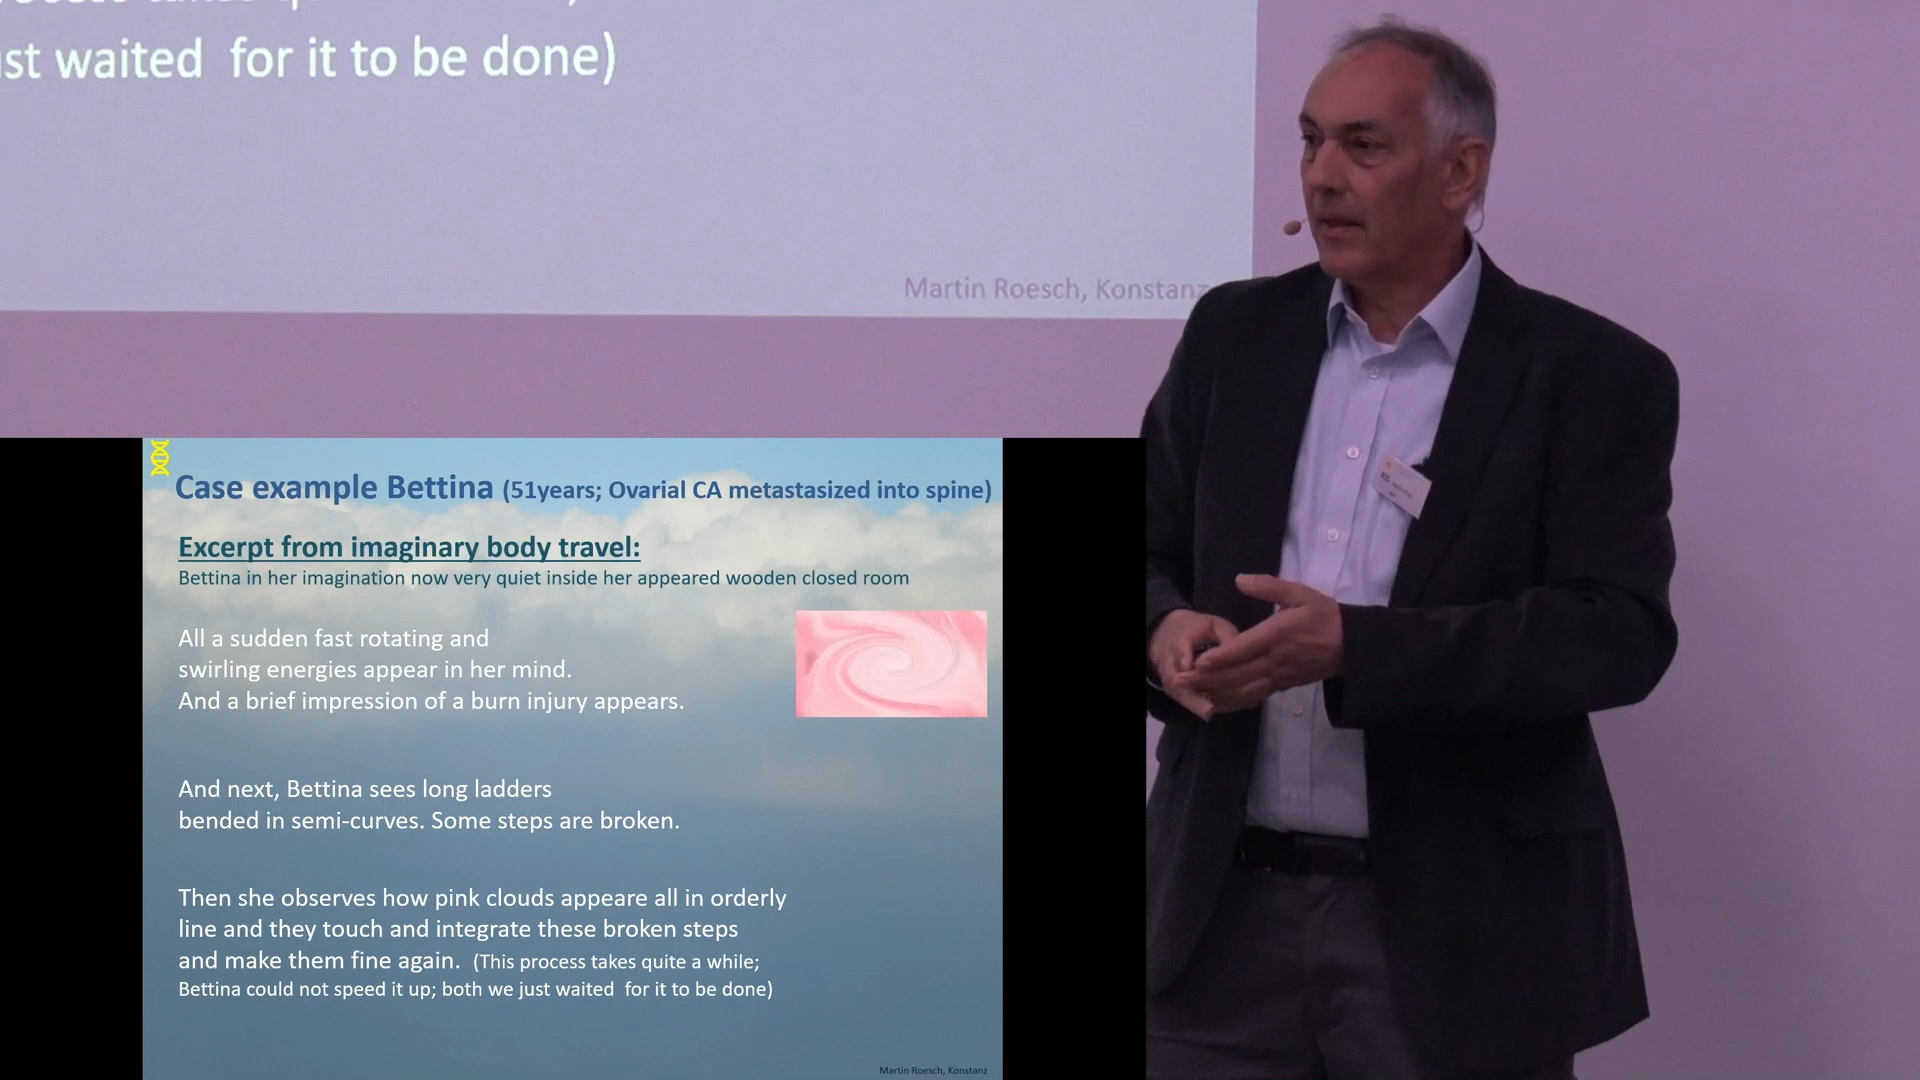 st waited  for it to be done)
Martin Roesch, Konstanz
Case example Bettina (51years; Ovarial CA metastasized into spine)
Excerpt from imaginary body travel:
Bettina in her imagination now very quiet inside her appeared wooden closed room
All a sudden fast rotating and
swirling energies appear in her mind.
And a brief impression of a burn injury appears.
And next, Bettina sees long ladders
bended in semi-curves. Some steps are broken.
Then she observes how pink clouds appeare all in orderly
line and they touch and integrate these broken steps
and make them fine again.  (This process takes quite a while;
Bettina could not speed it up; both we just waited  for it to be done)
Martin Roesch, Konstanz